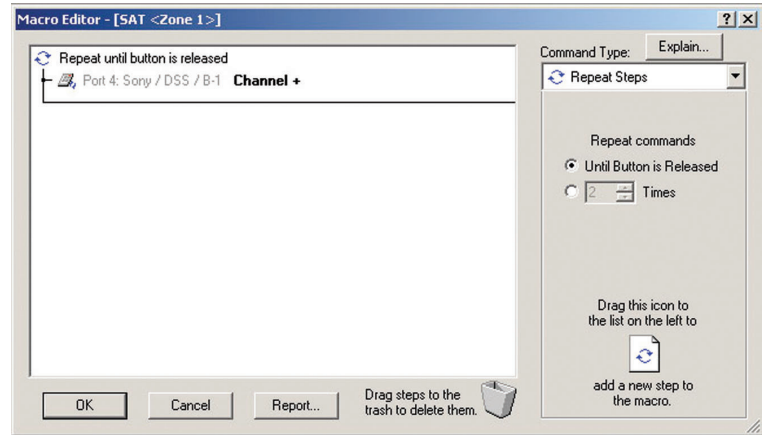 Macro Editor - [SAT <Zone 1>]
Repeat until button is released
Port 4: Sony / DSS / B-1 Channel +
Command Type:
Explain...
Repeat Steps
Repeat commands
Until Button is Released
2 Times
Drag this icon to
the list on the left to
add a new step to
the macro.
OK
Cancel
Report...
Drag steps to the
trash to delete them.